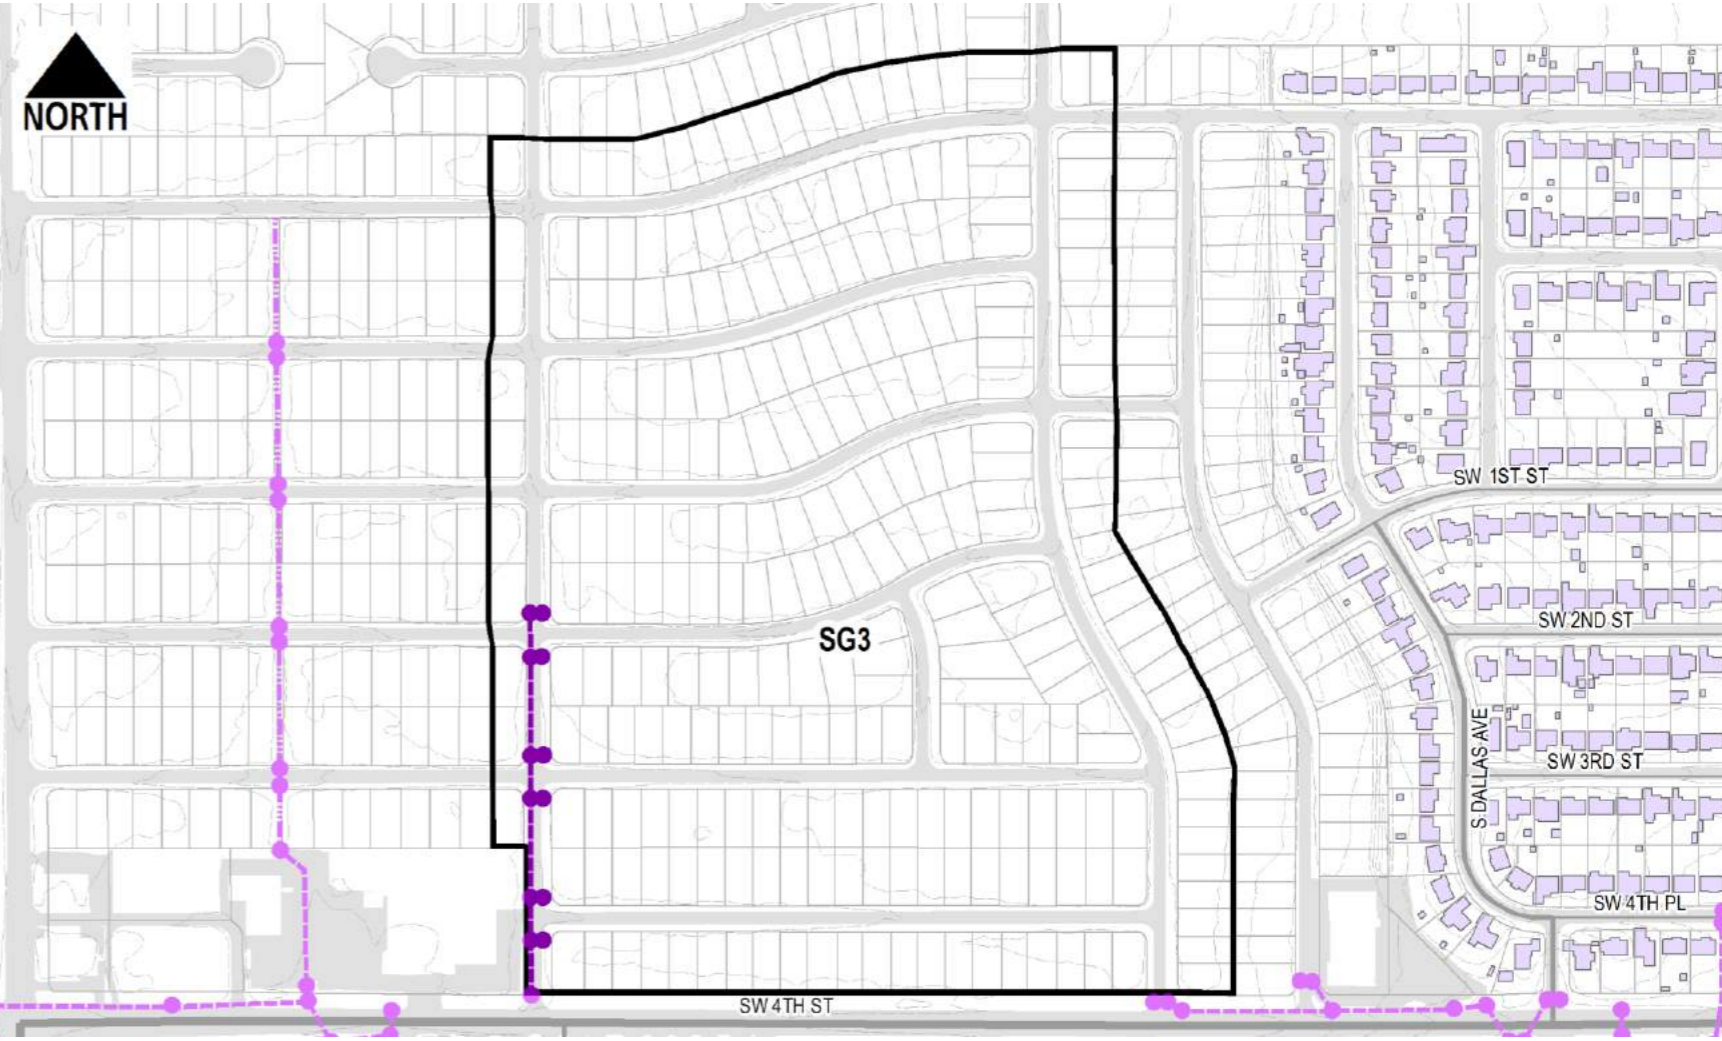 NORTH
SW 1ST ST
SW 2ND ST
SG3
S DALLAS AVE
SW 3RD ST
SW 4TH PL
SW 4TH ST